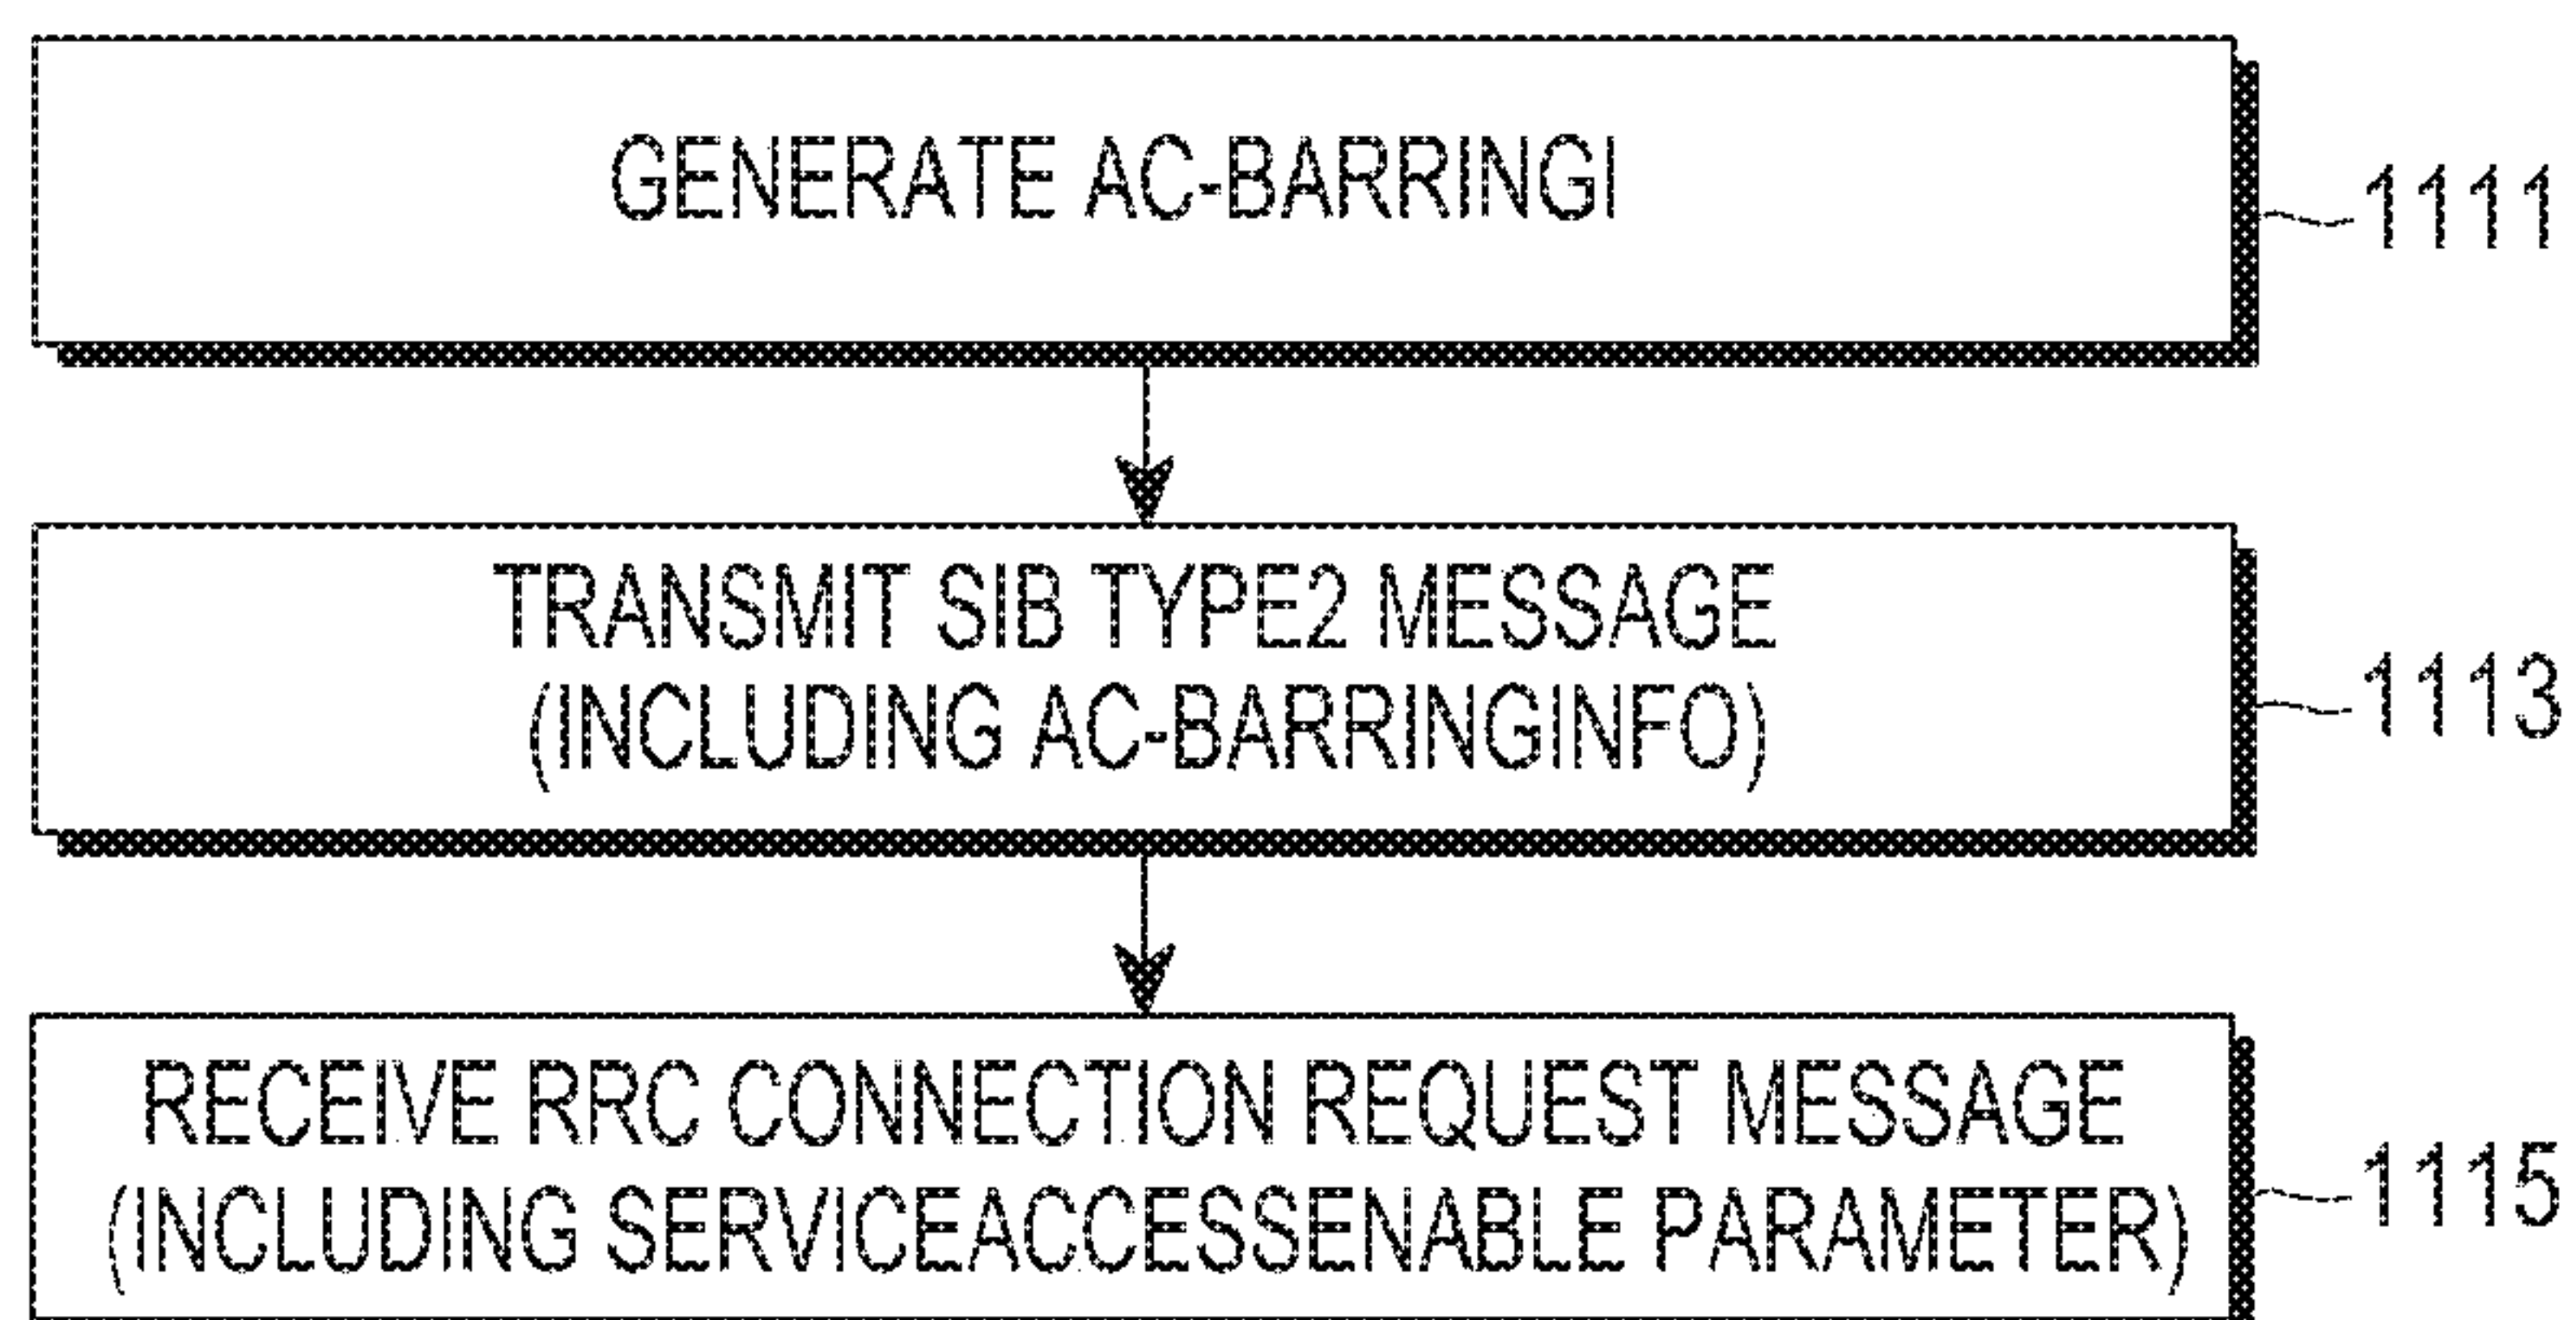 GENERATE AC-BARRINGI
1111
TRANSMIT SIB TYPE2 MESSAGE
(INCLUDING AC-BARRINGINFO)
1113
RECEIVE RRC CONNECTION REQUEST MESSAGE
(INCLUDING SERVICEACCESSENABLE PARAMETER)
1115